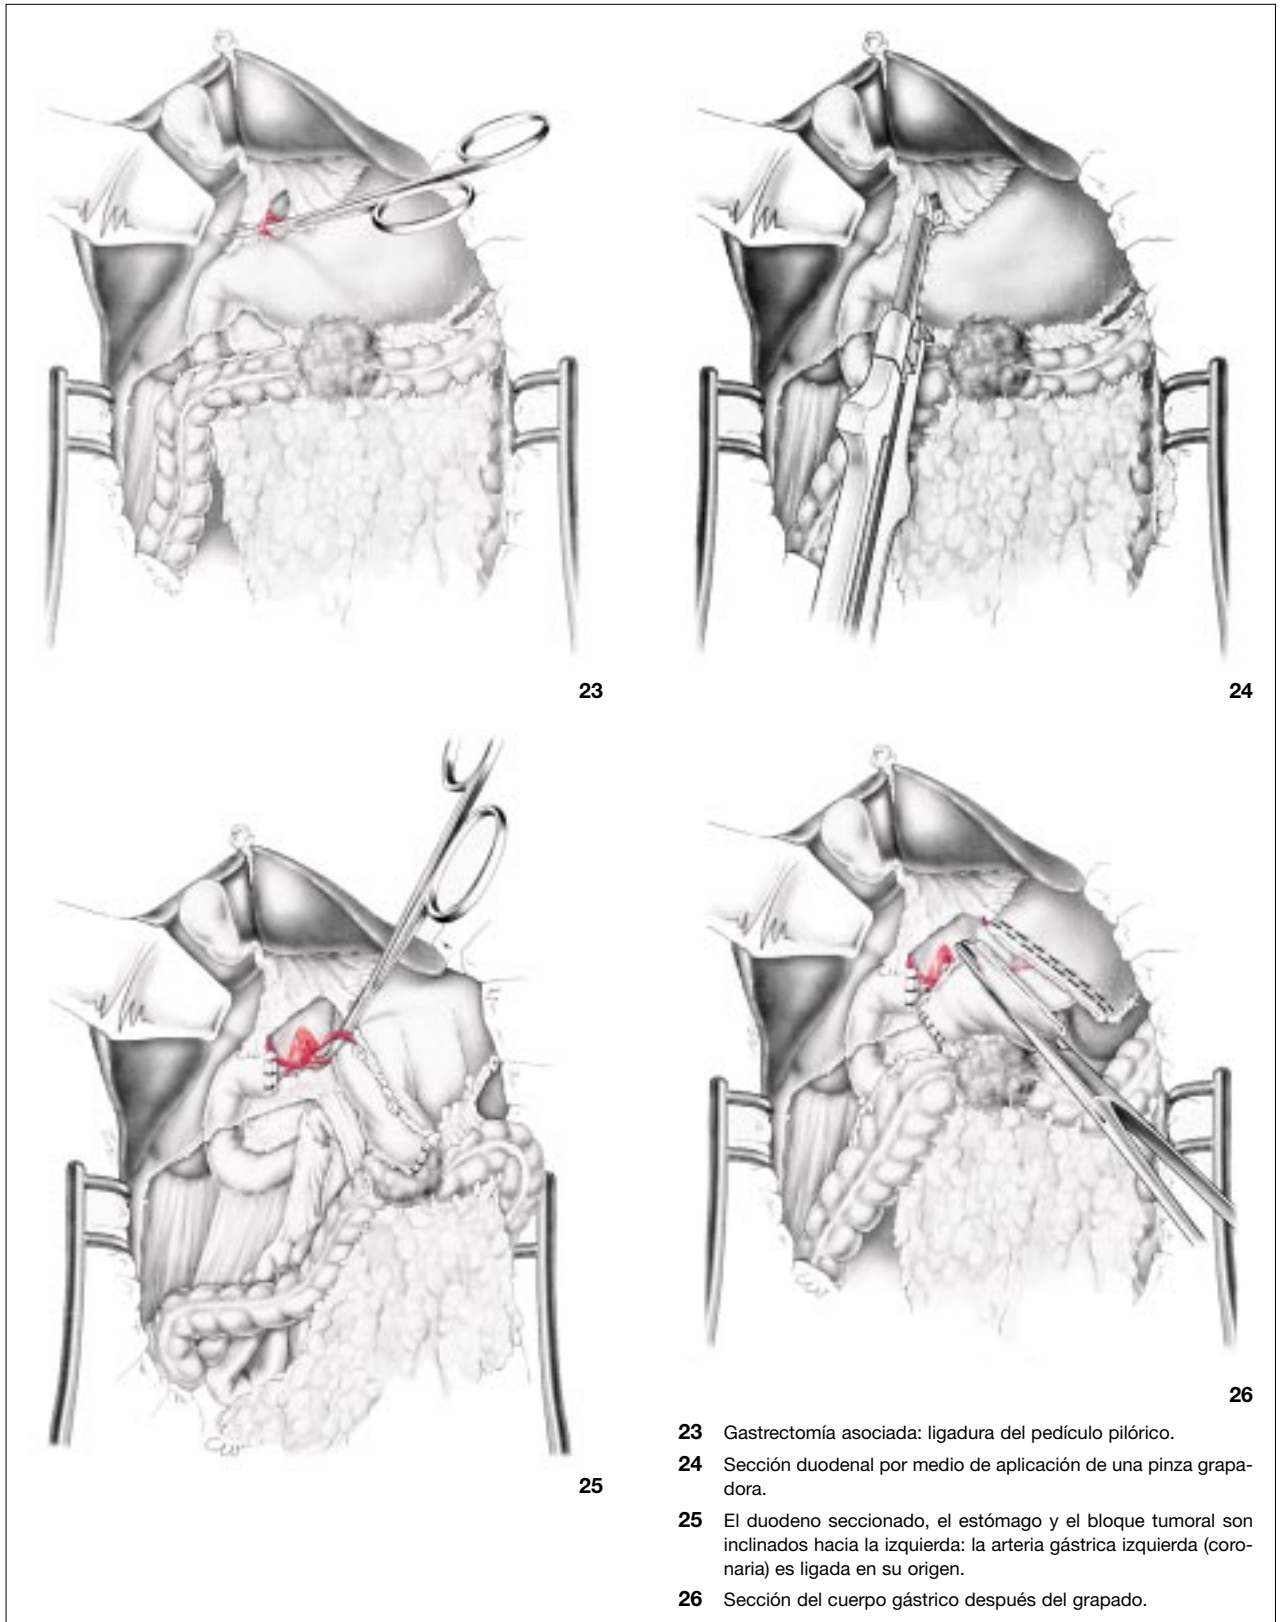 23
24
25
26
23 Gastrectomía asociada: ligadura del pedículo pilórico.
24 Sección duodenal por medio de aplicación de una pinza grapa-
dora.
25 El duodeno seccionado, el estómago y el bloque tumoral son
inclinados hacia la izquierda: la arteria gástrica izquierda (coro-
naria) es ligada en su origen.
26 Sección del cuerpo gástrico después del grapado.